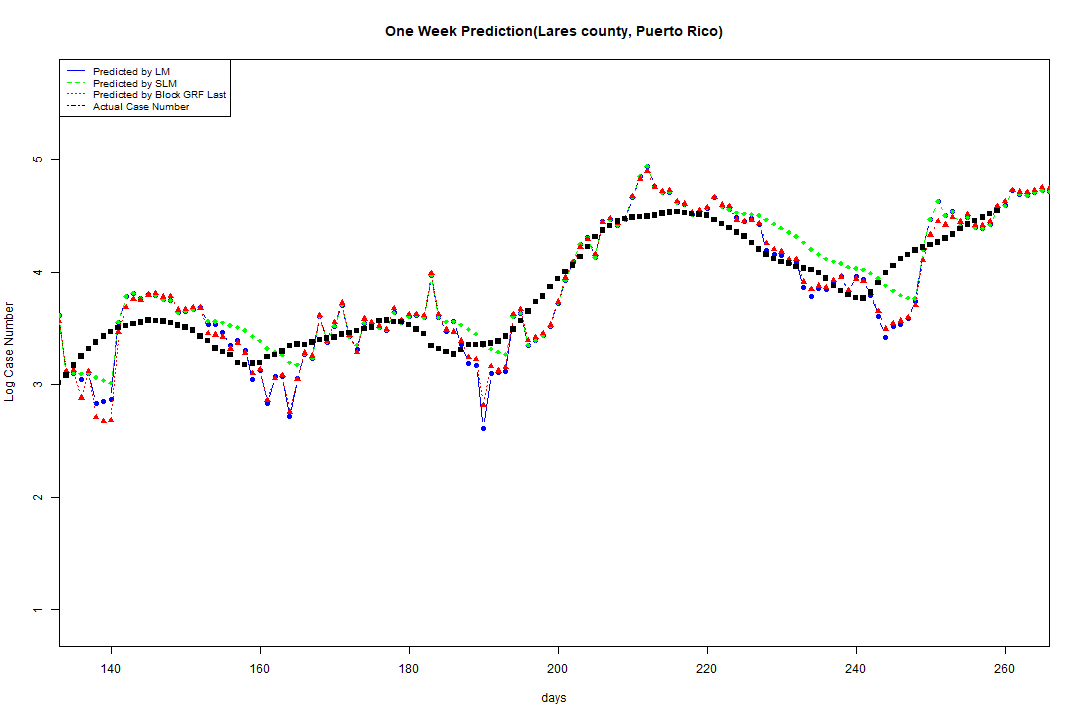 One Week Prediction(Lares county, Puerto Rico)
Predicted by LM
Predicted by SLM
Predicted by Block GRF Last
Actual Case Number
5
4
3
2
1
Log Case Number
140 160 180 200 220 240 260
days